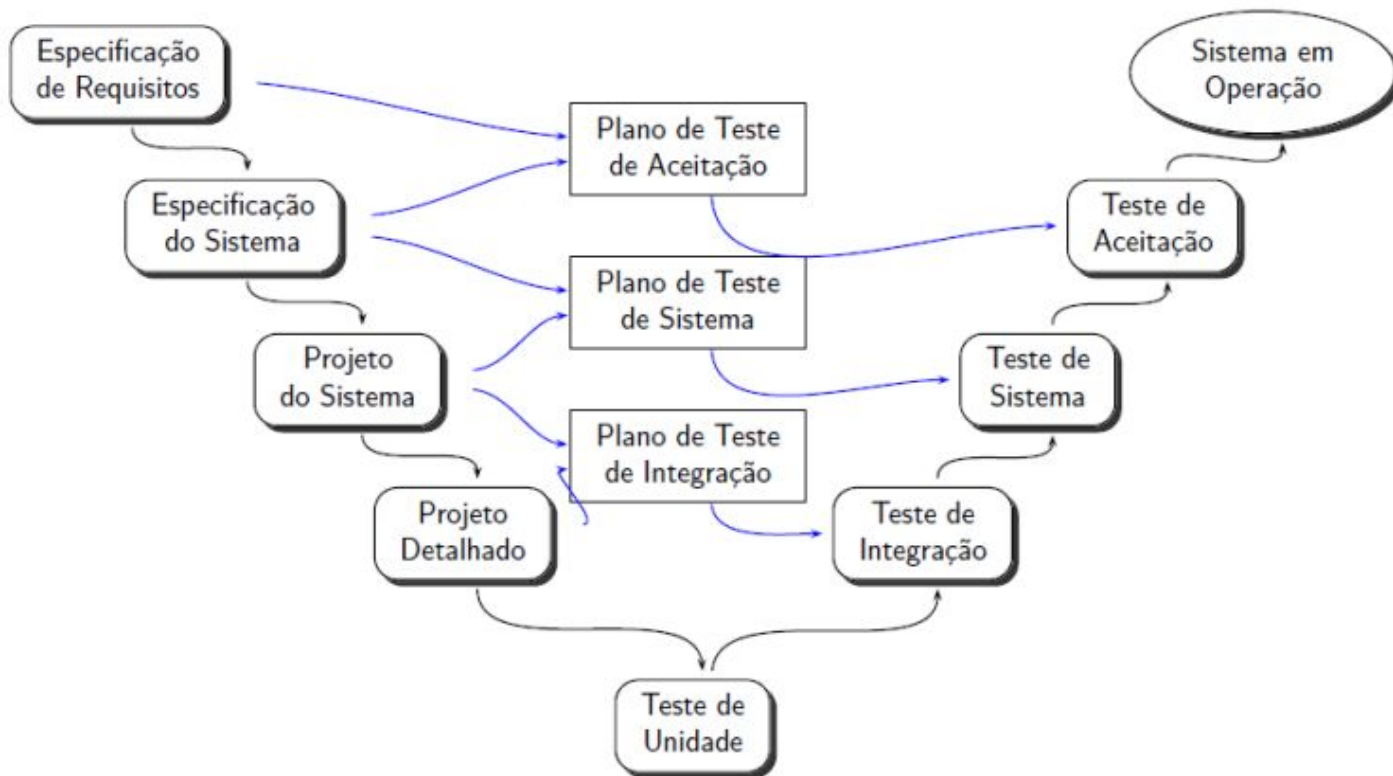 Especificação
de Requisitos
Sistema em
Operação
Plano de Teste
de Aceitação
Especificação
do Sistema
Teste de
Aceitação
Plano de Teste
de Sistema
Projeto
do Sistema
Teste de
Sistema
Plano de Teste
de Integração
Projeto
Detalhado
Teste de
Integração
Teste de
Unidade